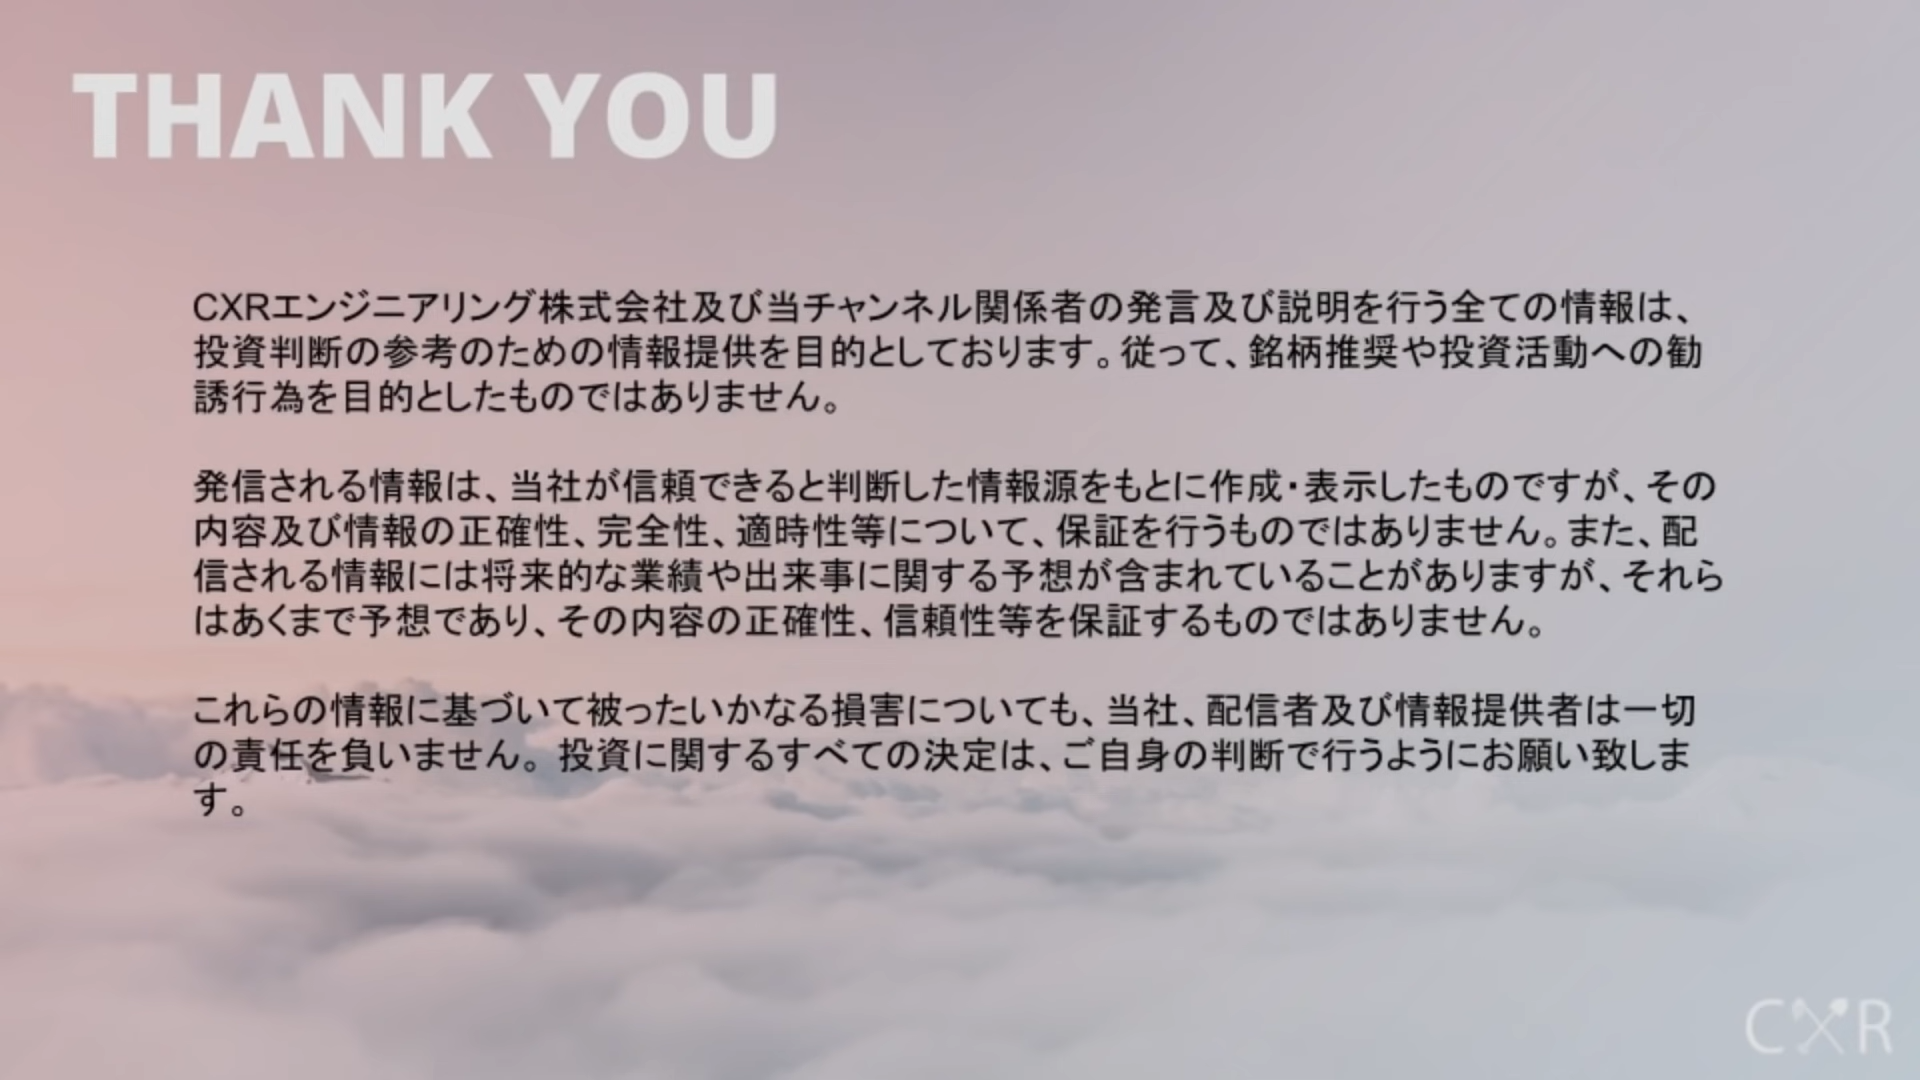 THANK YOU
CXRエンジニアリング株式会社及び当チャンネル関係者の発言及び説明を行う全ての情報は、
投資判断の参考のための情報提供を目的としております。従って、銘柄推奨や投資活動への勧
誘行為を目的としたものではありません。
発信される情報は、当社が信頼できると判断した情報源をもとに作成・表示したものですが、その
内容及び情報の正確性、完全性、適時性等について、保証を行うものではありません。また、配
信される情報には将来的な業績や出来事に関する予想が含まれていることがありますが、それら
はあくまで予想であり、その内容の正確性、信頼性等を保証するものではありません。
これらの情報に基づいて被ったいかなる損害についても、当社、配信者及び情報提供者は一切
の責任を負いません。投資に関するすべての決定は、ご自身の判断で行うようにお願い致しま
す。
CXR